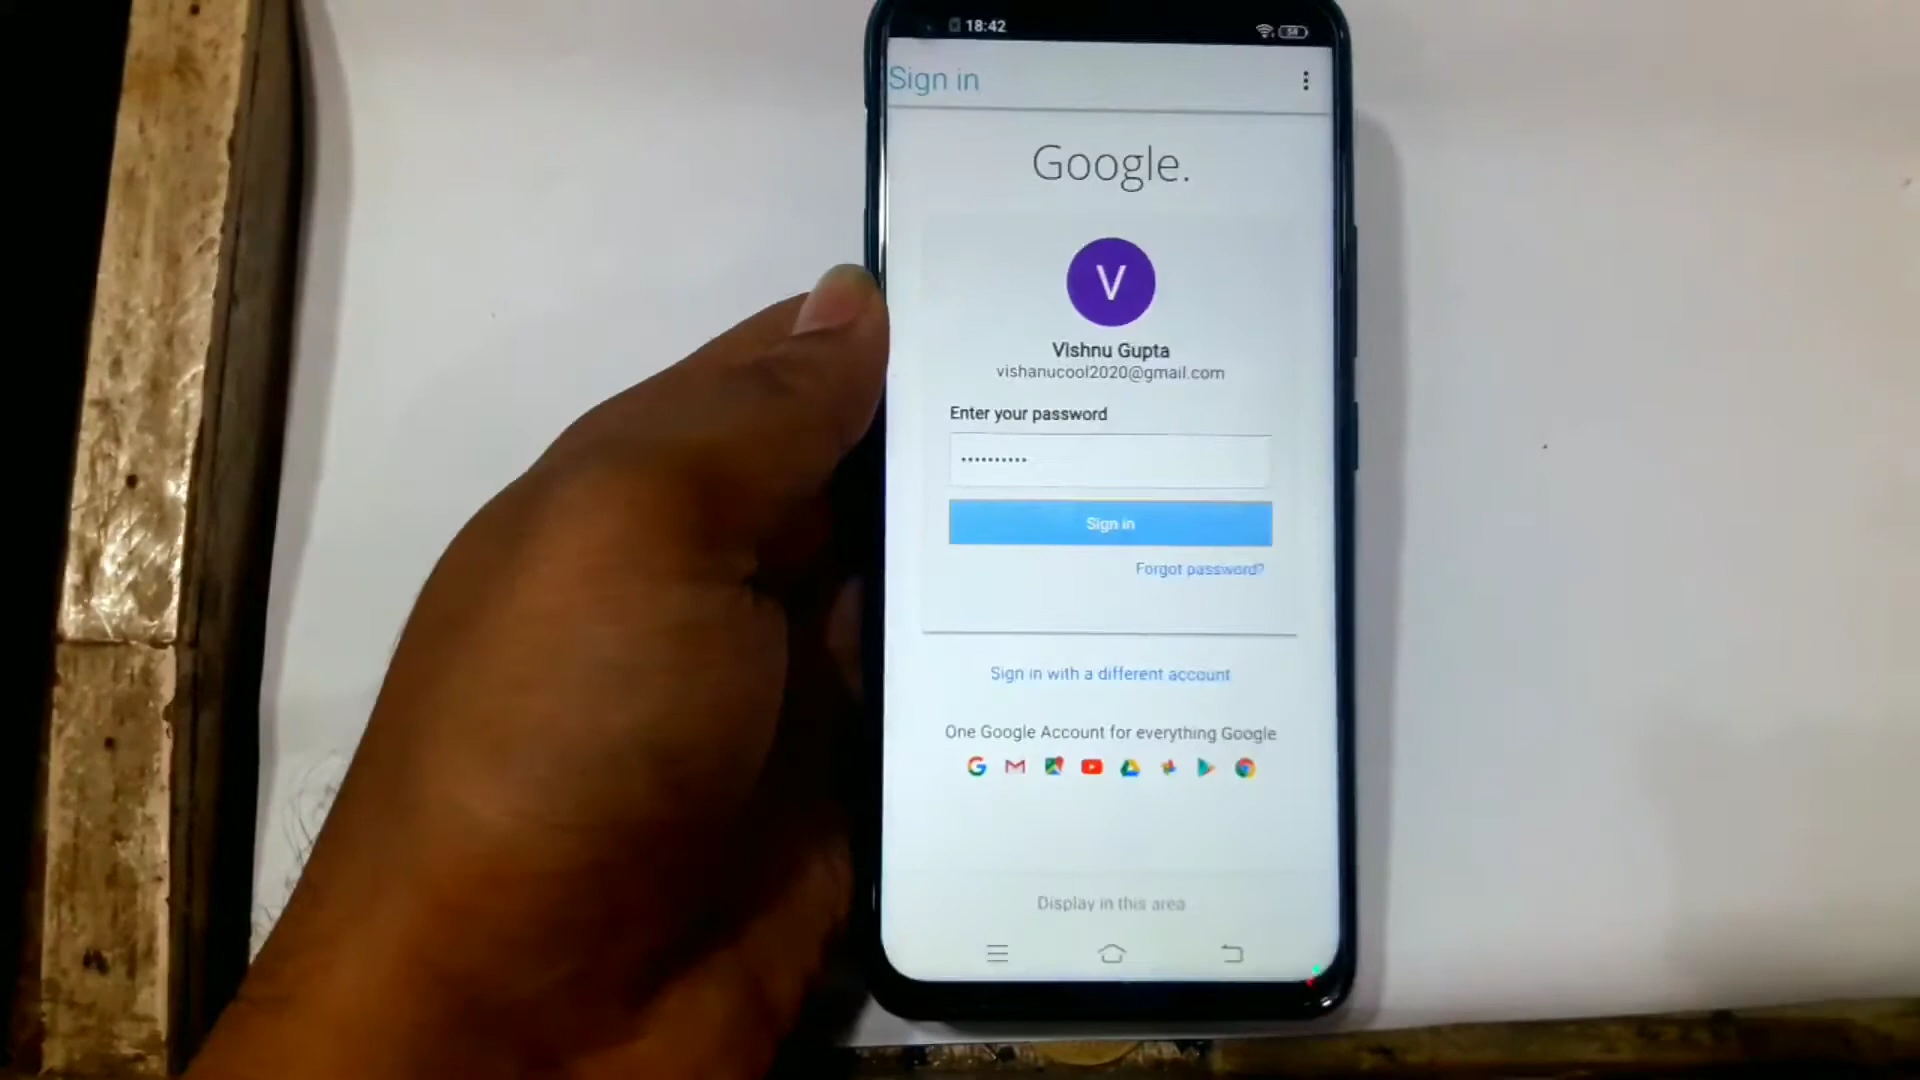 18:42
58
Sign in
Google.
V
Vishnu Gupta
vishanucool2020@gmail.com
Enter your password
Sign in
Forgot password?
Sign in with a different account
One Google Account for everything Google
Display in this area